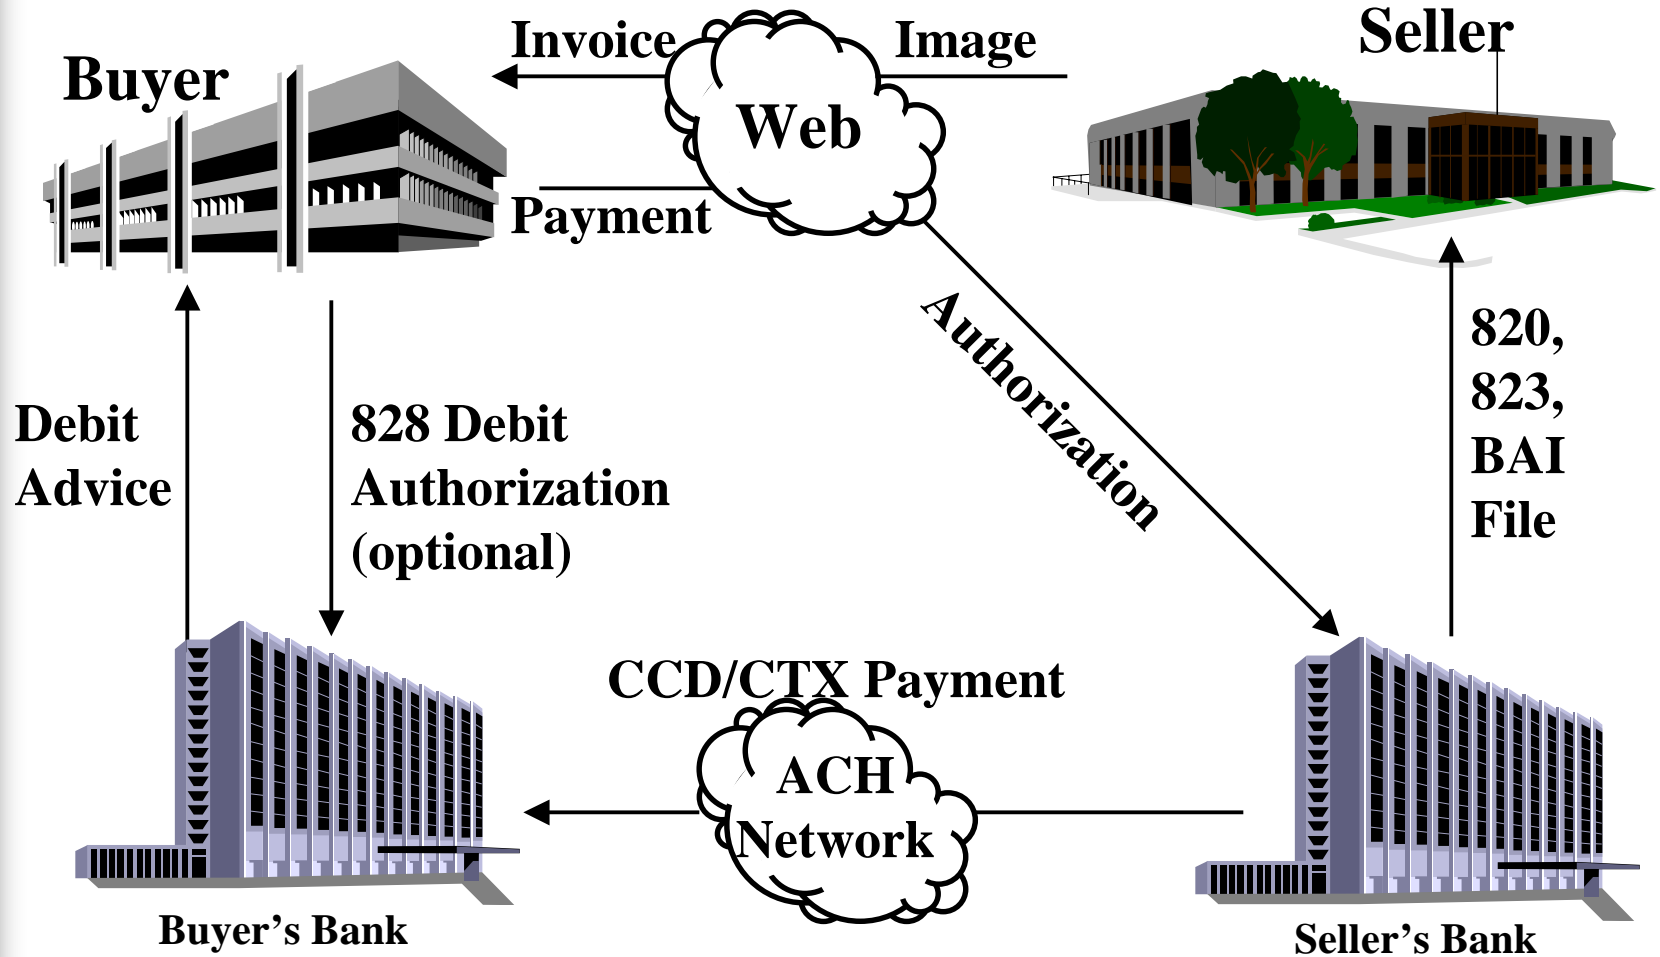 Buyer
Invoice
Image
Seller
Web
Payment
Authorization
820,
823,
BAI
File
Debit
Advice
828 Debit
Authorization
(optional)
CCD/CTX Payment
ACH
Network
Buyer’s Bank
Seller’s Bank